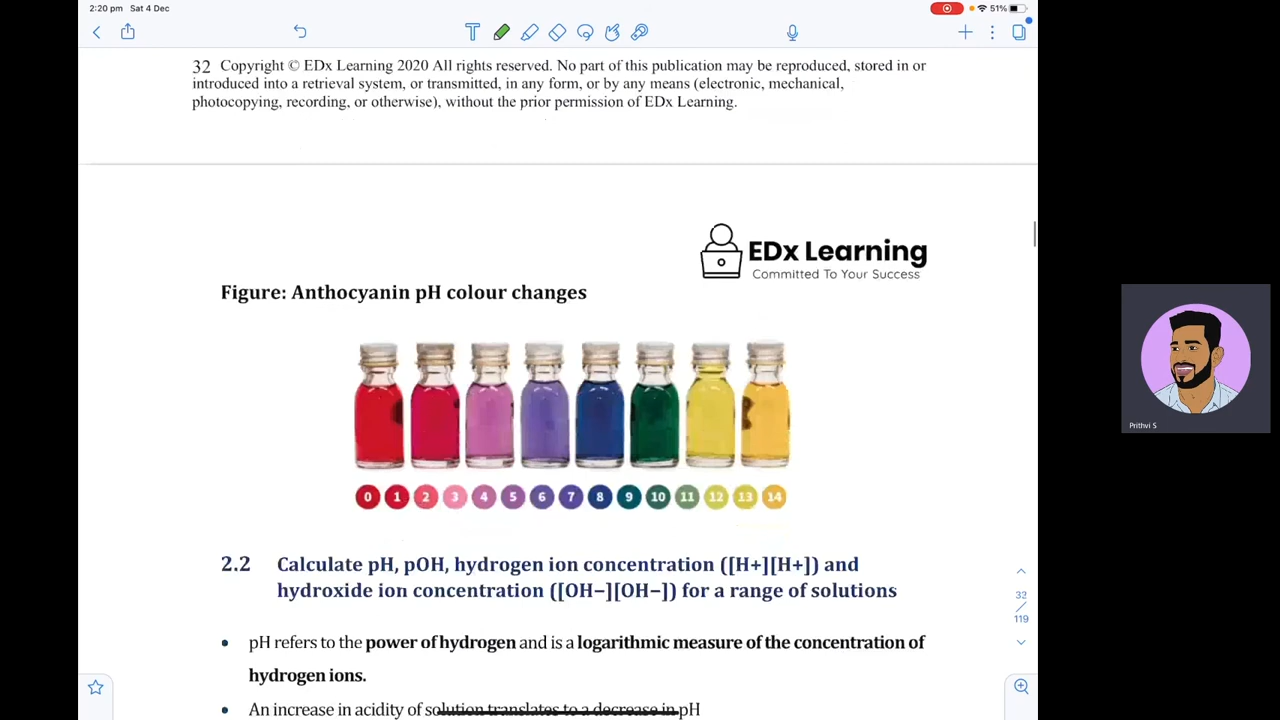 2:20 pm Sat 4 Dec
51%
32 Copyright © EDx Learning 2020 All rights reserved. No part of this publication may be reproduced, stored in or
introduced into a retrieval system, or transmitted, in any form, or by any means (electronic, mechanical,
photocopying, recording, or otherwise), without the prior permission of EDx Learning.
EDx Learning
Committed To Your Success
Figure: Anthocyanin pH colour changes
0 1 2 3 4 5 6 7 8 9 10 11 12 13 14
2.2 Calculate pH, pOH, hydrogen ion concentration ([H+][H+]) and
hydroxide ion concentration ([OH−][OH−]) for a range of solutions
• pH refers to the power of hydrogen and is a logarithmic measure of the concentration of
hydrogen ions.
• An increase in acidity of solution translates to a decrease in pH
32
/
119
Prithvi S